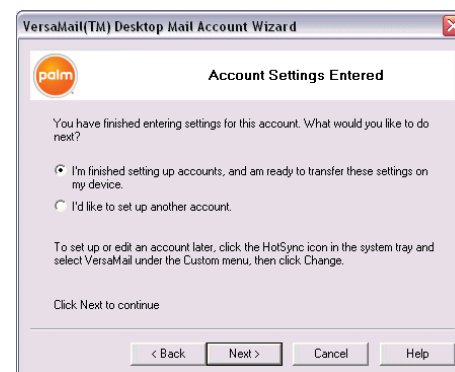 VersaMail(TM) Desktop Mail Account Wizard
palm
Account Settings Entered
You have finished entering settings for this account. What would you like to do
next?
I'm finished setting up accounts, and am ready to transfer these settings on
my device.
I'd like to set up another account.
To set up or edit an account later, click the HotSync icon in the system tray and
select VersaMail under the Custom menu, then click Change.
Click Next to continue
< Back Next > Cancel Help